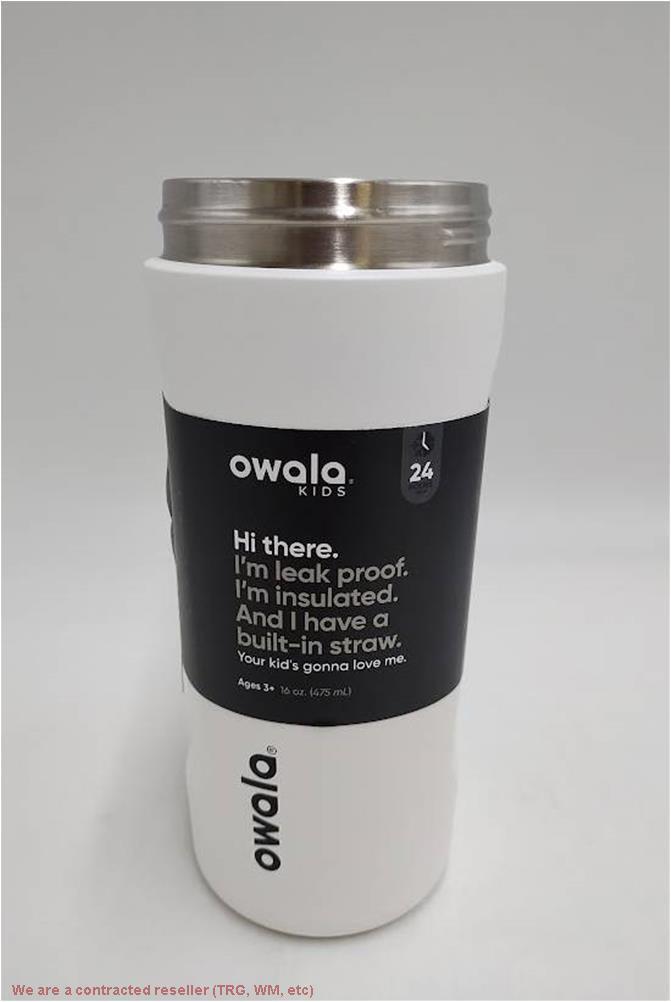 owala®
KIDS
24
Hi there.
I'm leak proof.
I'm insulated.
And I have a
built-in straw.
Your kid's gonna love me.
Ages 3+ 16 oz. (475 mL)
owala®
We are a contracted reseller (TRG, WM, etc)